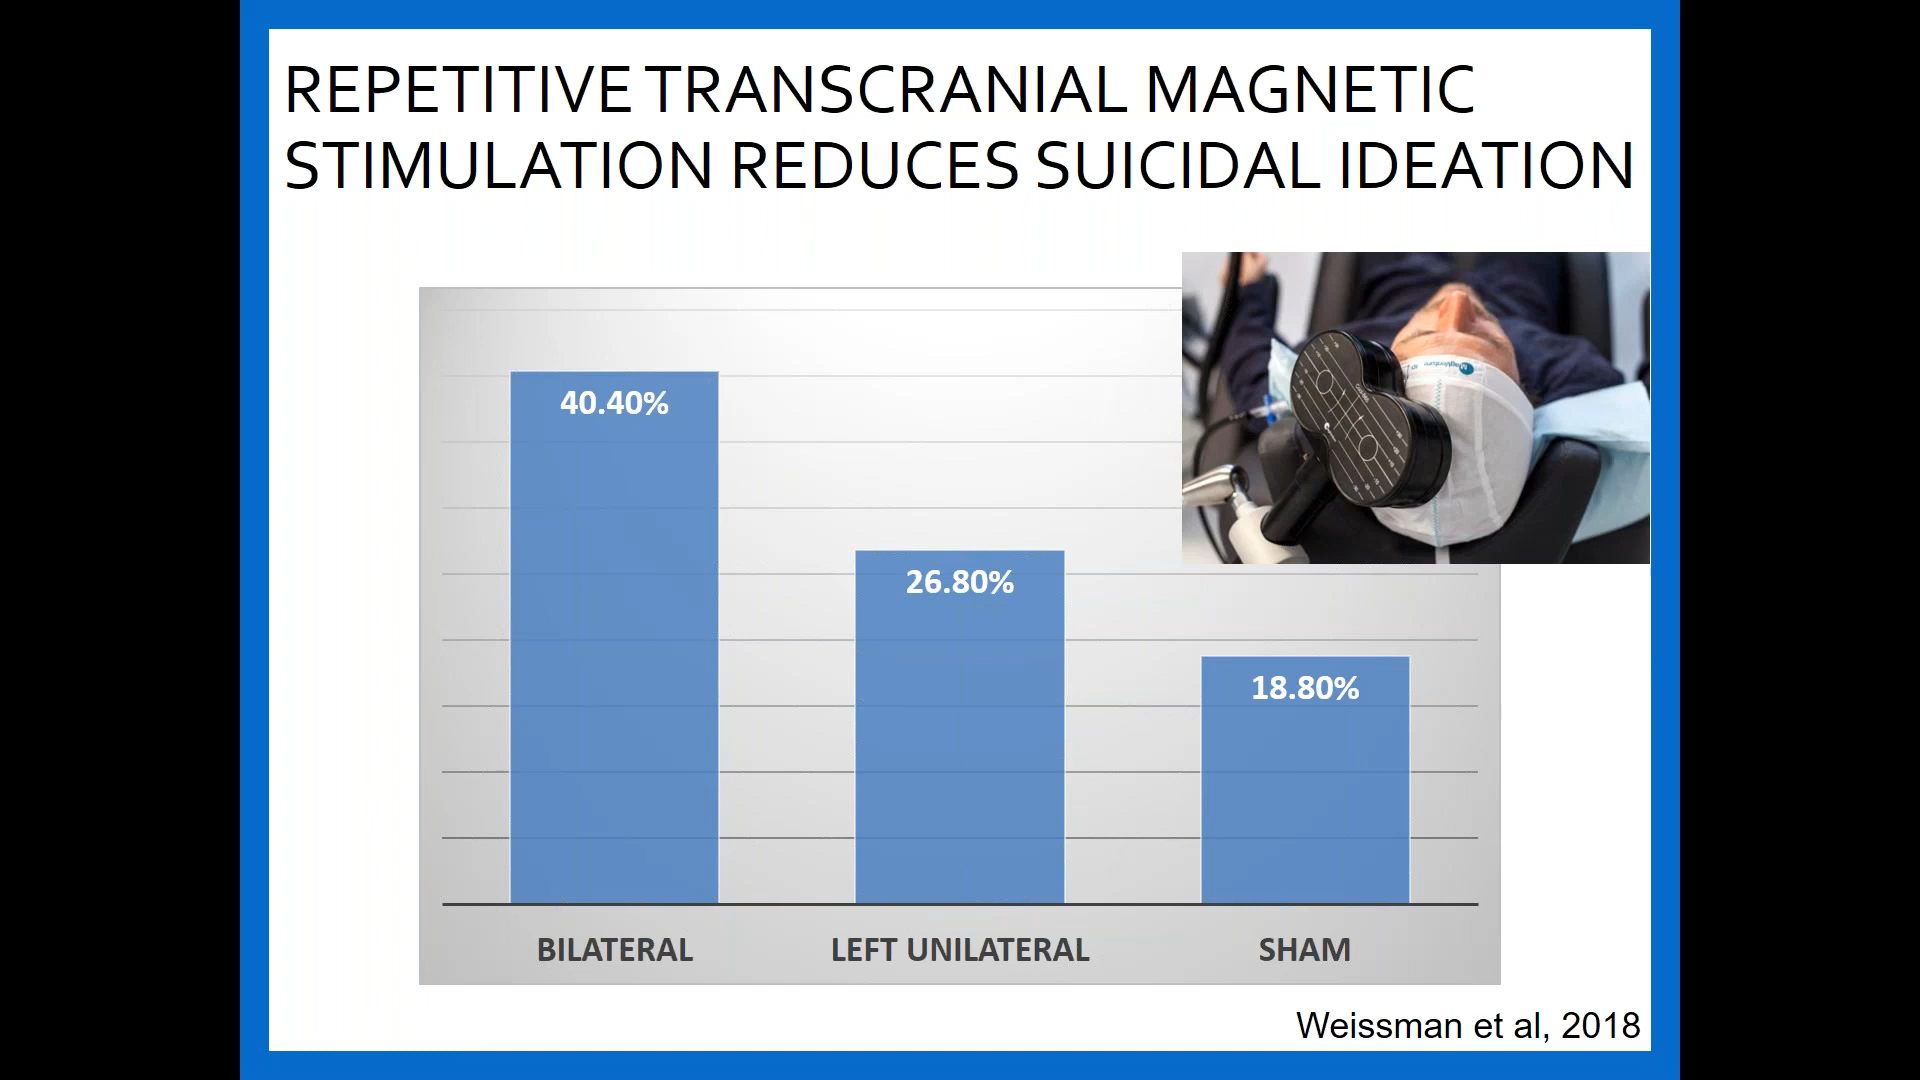 REPETITIVE TRANSCRANIAL MAGNETIC
STIMULATION REDUCES SUICIDAL IDEATION
40.40%
26.80%
18.80%
BILATERAL
LEFT UNILATERAL
SHAM
Weissman et al, 2018